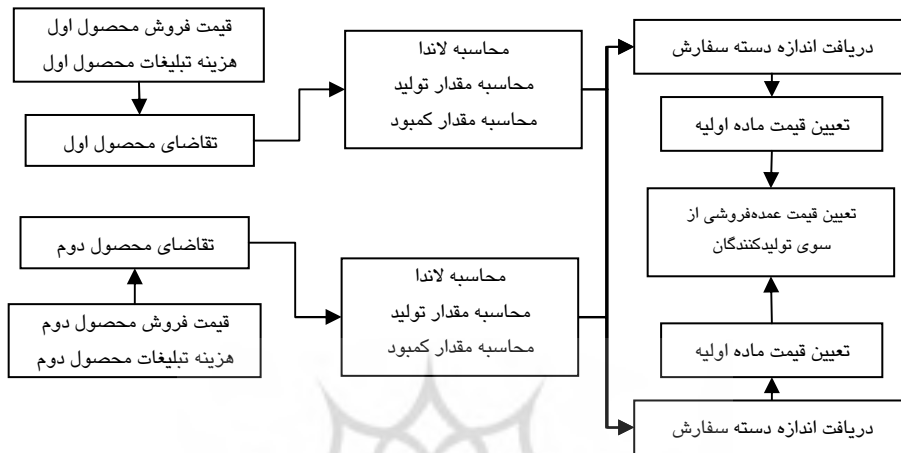 قیمت فروش محصول اول
هزینه تبلیغات محصول اول
تقاضای محصول اول
محاسبه لاندا
محاسبه مقدار تولید
محاسبه مقدار کمبود
دریافت اندازه دسته سفارش
تعیین قیمت ماده اولیه
تعیین قیمت عمده‌فروشی از
سوی تولیدکنندگان
تقاضای محصول دوم
قیمت فروش محصول دوم
هزینه تبلیغات محصول دوم
محاسبه لاندا
محاسبه مقدار تولید
محاسبه مقدار کمبود
تعیین قیمت ماده اولیه
دریافت اندازه دسته سفارش